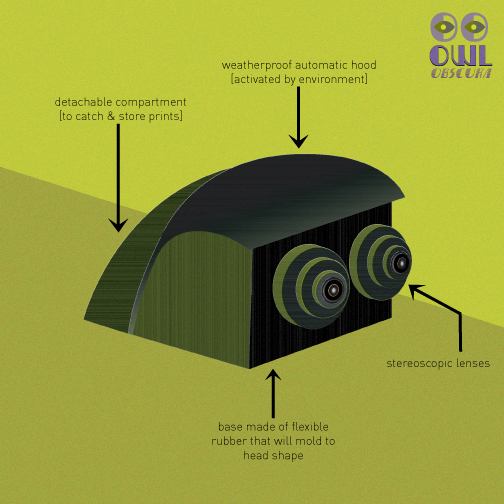 OWL
OBSCURA
weatherproof automatic hood
[activated by environment]
detachable compartment
[to catch & store prints]
stereoscopic lenses
base made of flexible
rubber that will mold to
head shape